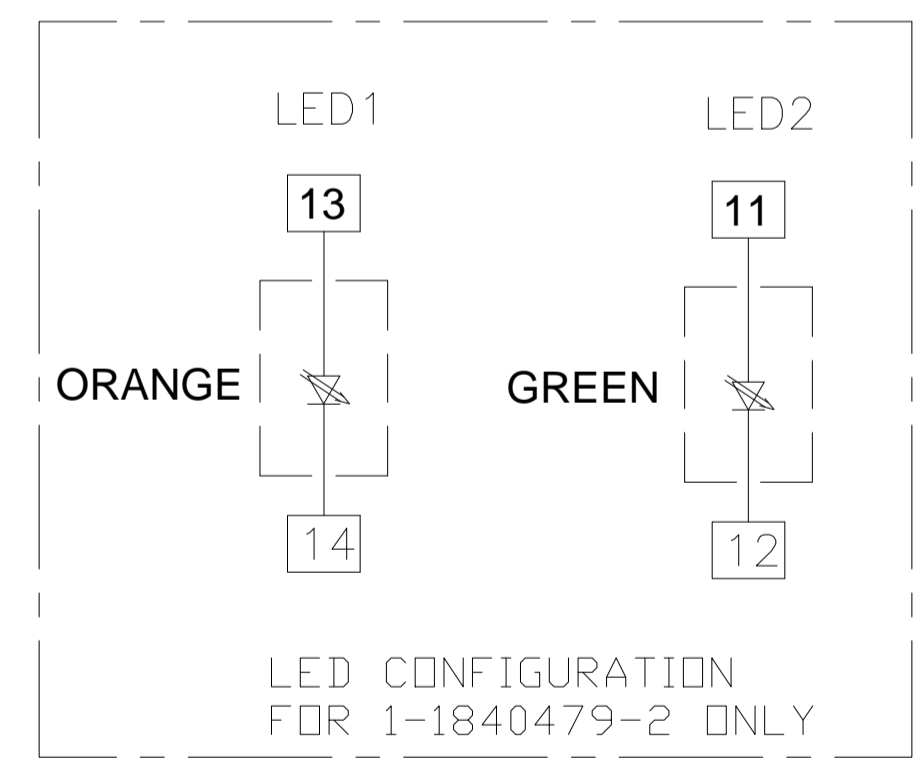 LED1
LED2
13
11
ORANGE
GREEN
14
12
LED CONFIGURATION
FOR 1-1840479-2 ONLY